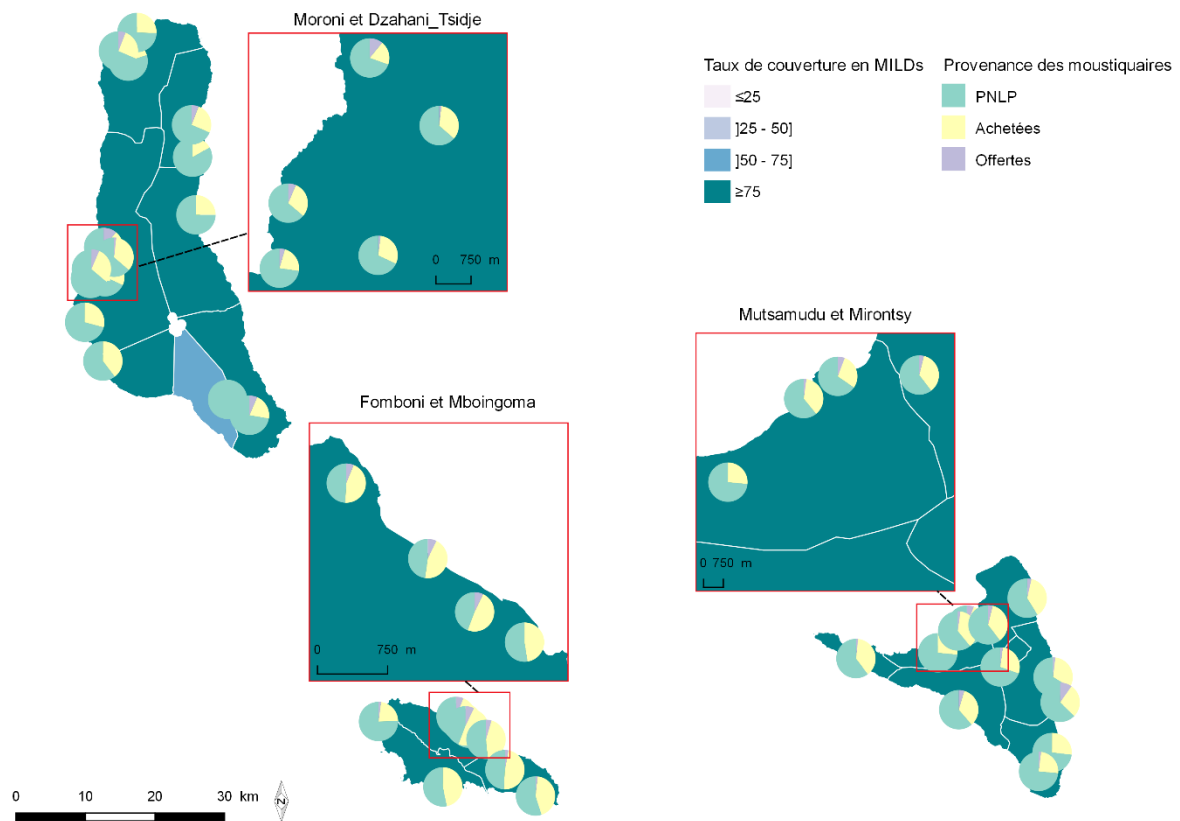 Moroni et Dzahani_Tsidje
0 750 m
Taux de couverture en MILDs
≤25
]25 - 50]
]50 - 75]
≥75
Provenance des moustiquaires
PNLP
Achetées
Offertes
Fomboni et Mboingoma
0 750 m
Mutsamudu et Mirontsy
0 750 m
0 10 20 30 km
N